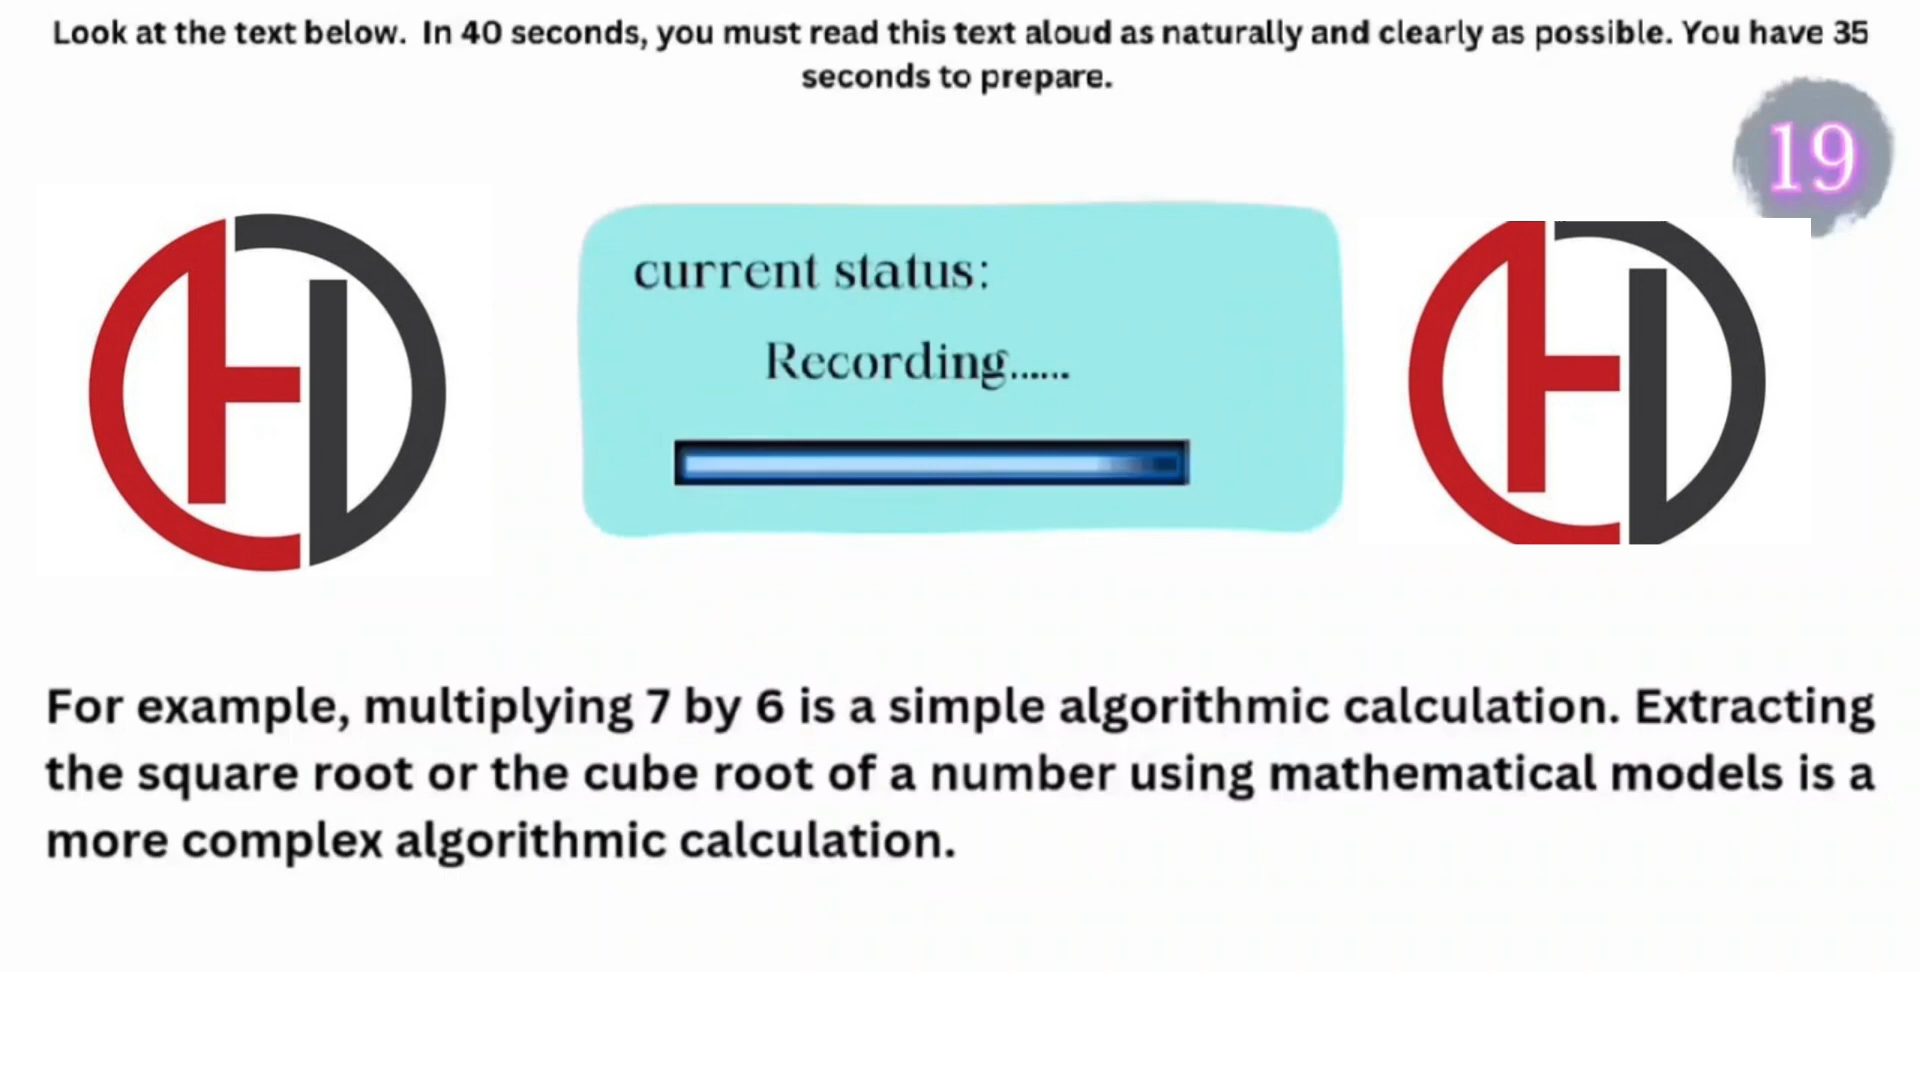 Look at the text below. In 40 seconds, you must read this text aloud as naturally and clearly as possible. You have 35
seconds to prepare.
19
current status:
Recording......
For example, multiplying 7 by 6 is a simple algorithmic calculation. Extracting
the square root or the cube root of a number using mathematical models is a
more complex algorithmic calculation.